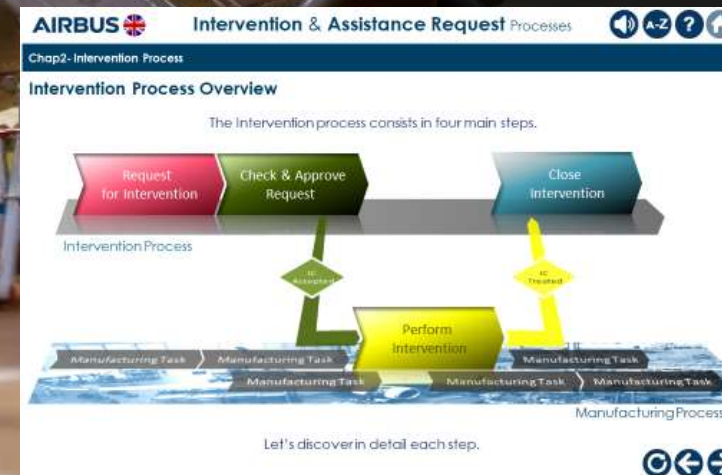 AIRBUS Intervention & Assistance Request Processes A-Z ?
Chap2- Intervention Process
Intervention Process Overview
The Intervention process consists in four main steps.
Request
for Intervention
Check & Approve
Request
Close
Intervention
Intervention Process
IC
Accepted
IC
Treated
Perform
Intervention
Manufacturing Task
Manufacturing Task
Manufacturing Task
Manufacturing Task
Manufacturing Task
Manufacturing Task
Manufacturing Process
Let's discover in detail each step.